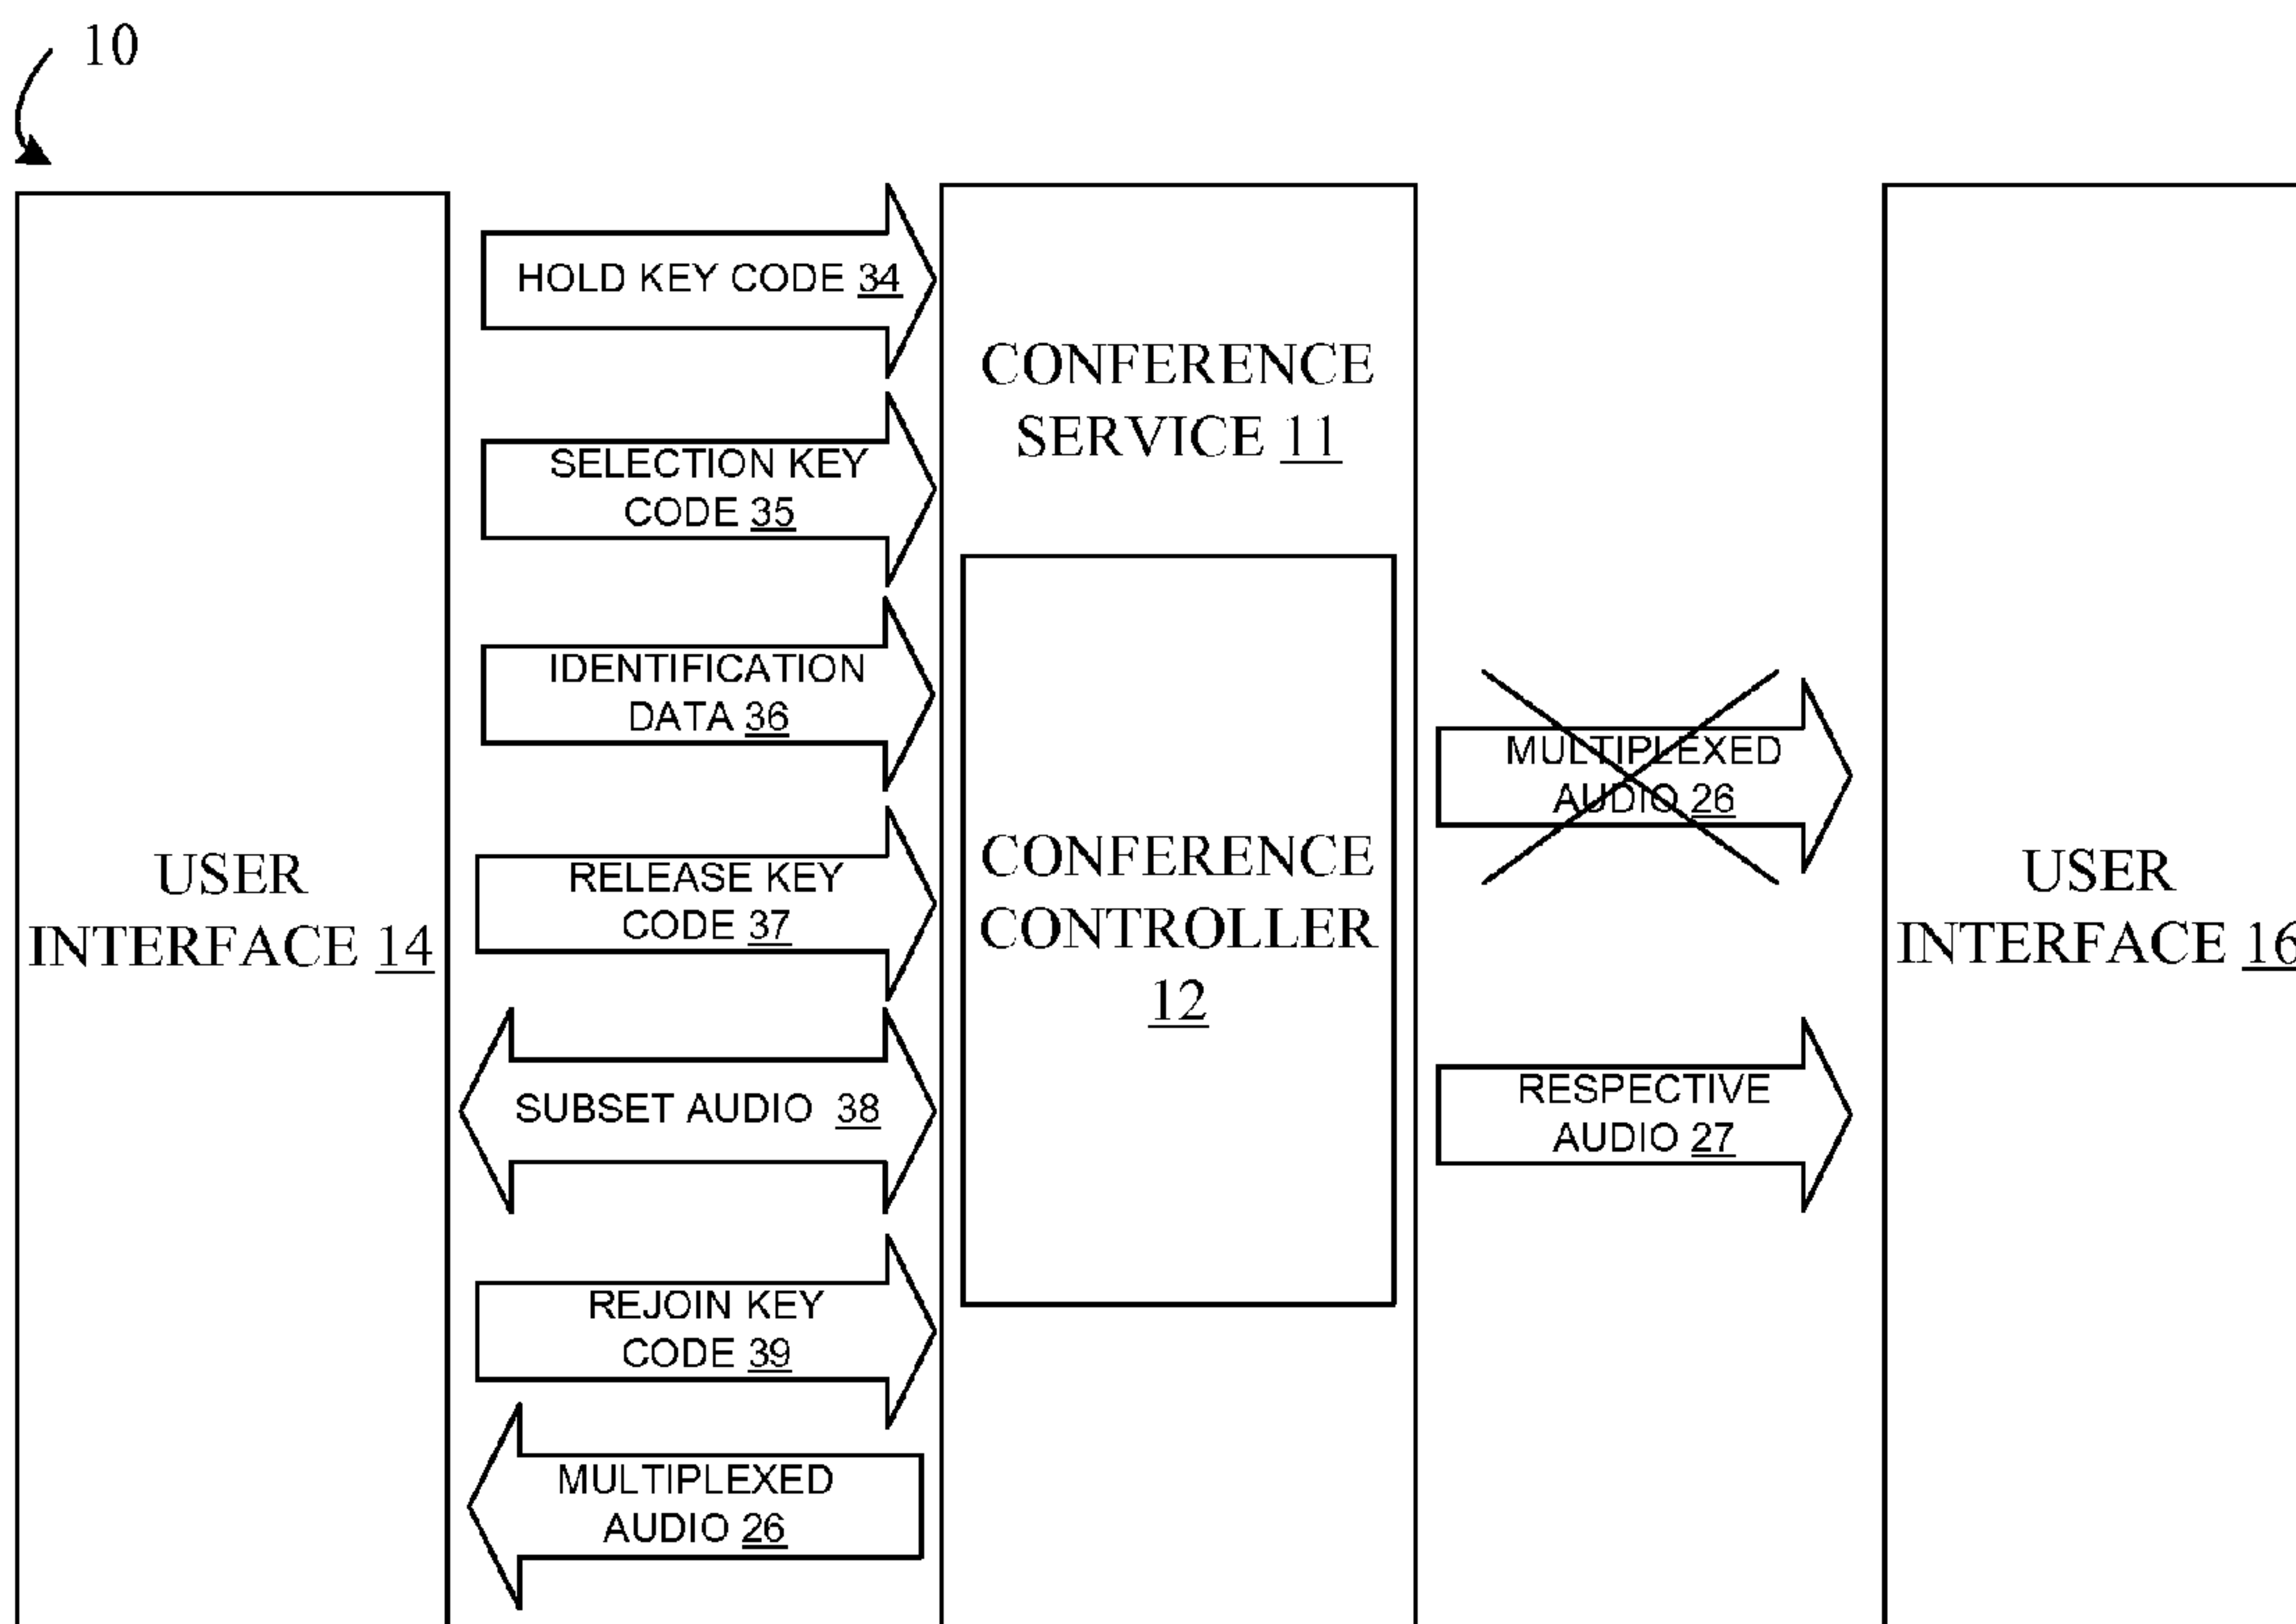 10
HOLD KEY CODE 34
SELECTION KEY
CODE 35
IDENTIFICATION
DATA 36
RELEASE KEY
CODE 37
SUBSET AUDIO 38
REJOIN KEY
CODE 39
MULTIPLEXED
AUDIO 26
USER
INTERFACE 14
CONFERENCE
SERVICE 11
CONFERENCE
CONTROLLER
12
MULTIPLEXED
AUDIO 26
RESPECTIVE
AUDIO 27
USER
INTERFACE 16